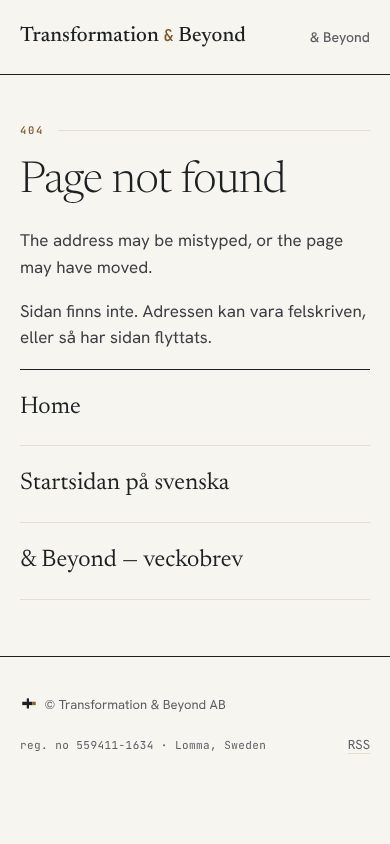 Transformation & Beyond
& Beyond
404
Page not found
The address may be mistyped, or the page
may have moved.
Sidan finns inte. Adressen kan vara felskriven,
eller så har sidan flyttats.
Home
Startsidan på svenska
& Beyond – veckobrev
© Transformation & Beyond AB
reg. no 559411-1634 · Lomma, Sweden
RSS